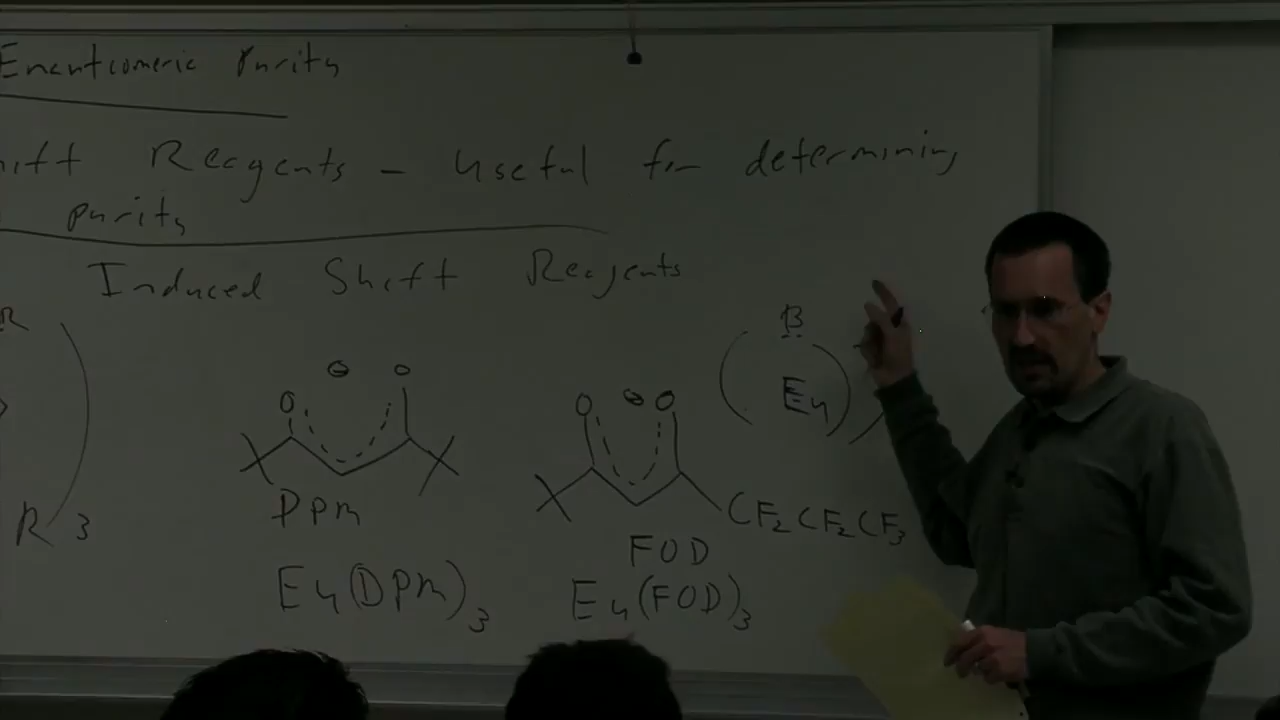 Enantiomeric Purity
hift Reagents - useful for determining
purity
Induced Shift Reagents
R
B
Eu
O ⊖ O
O ⊖ O
CF2CF2CF3
R 3
DPM
FOD
Eu(DPM)3
Eu(FOD)3